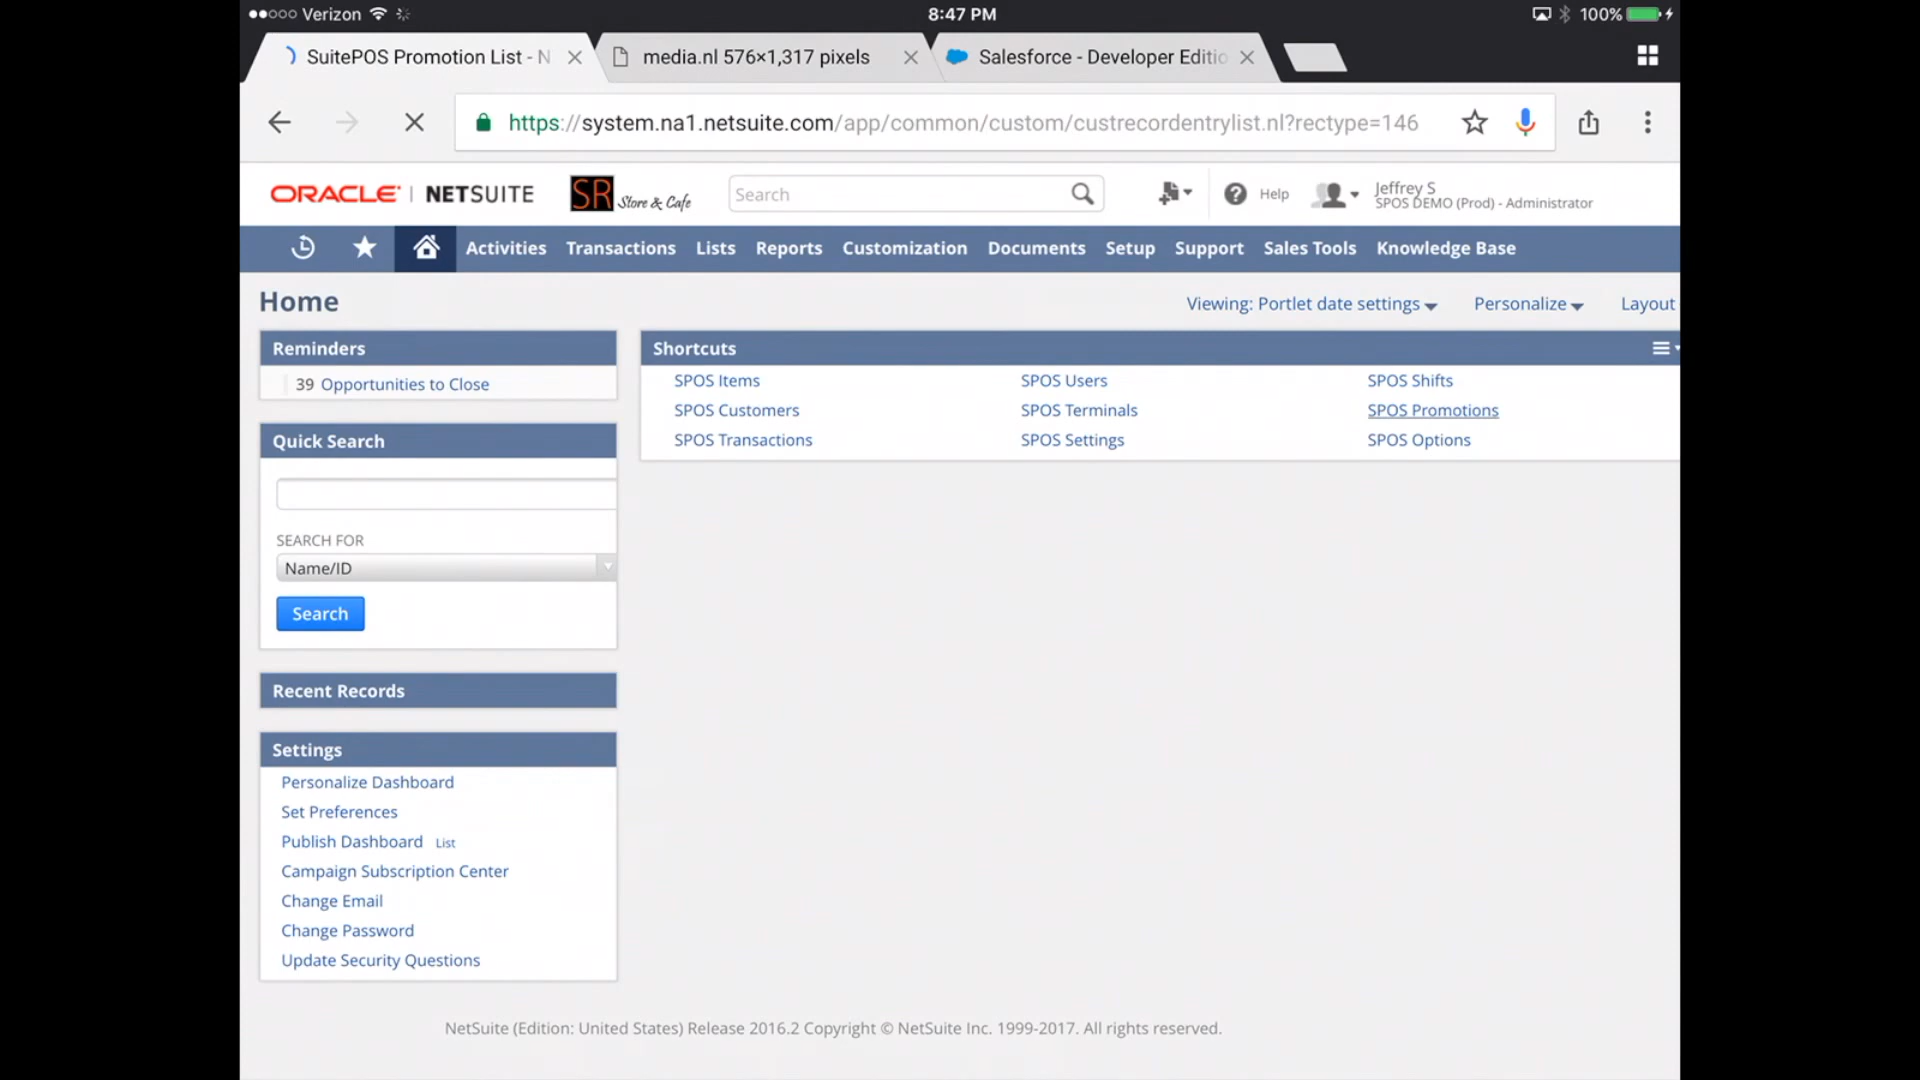 Verizon 8:47 PM 100%
SuitePOS Promotion List - N media.nl 576×1,317 pixels Salesforce - Developer Editio
https://system.na1.netsuite.com/app/common/custom/custrecordentrylist.nl?rectype=146
ORACLE | NETSUITE SR Store & Cafe Search Help Jeffrey S
SPOS DEMO (Prod) - Administrator
Activities Transactions Lists Reports Customization Documents Setup Support Sales Tools Knowledge Base
Home Viewing: Portlet date settings Personalize Layout
Reminders
39 Opportunities to Close
Quick Search
SEARCH FOR
Name/ID
Search
Recent Records
Settings
Personalize Dashboard
Set Preferences
Publish Dashboard List
Campaign Subscription Center
Change Email
Change Password
Update Security Questions
Shortcuts
SPOS Items SPOS Users SPOS Shifts
SPOS Customers SPOS Terminals SPOS Promotions
SPOS Transactions SPOS Settings SPOS Options
NetSuite (Edition: United States) Release 2016.2 Copyright © NetSuite Inc. 1999-2017. All rights reserved.